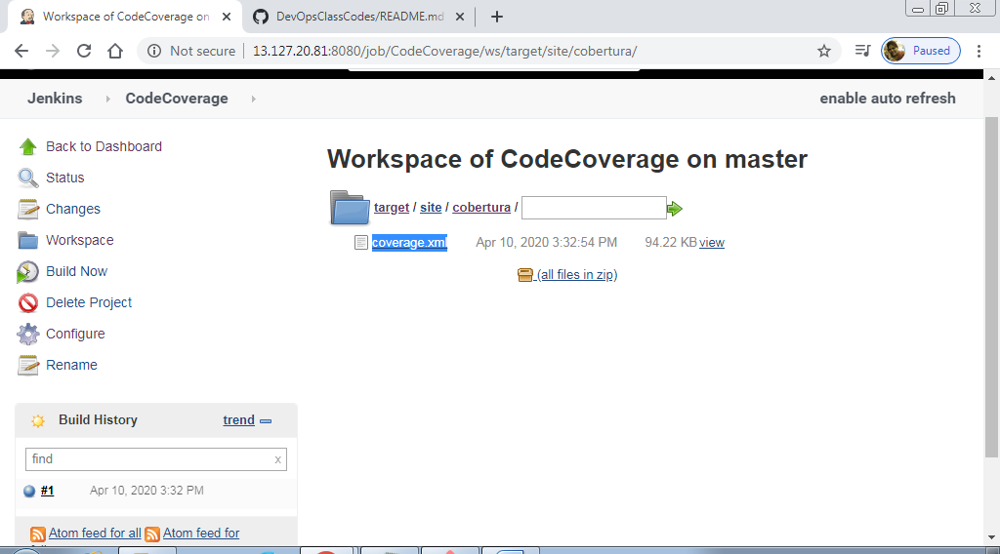 Workspace of CodeCoverage on
DevOpsClassCodes/README.md
Not secure 13.127.20.81:8080/job/CodeCoverage/ws/target/site/cobertura/
Paused
Jenkins CodeCoverage enable auto refresh
Back to Dashboard
Status
Changes
Workspace
Build Now
Delete Project
Configure
Rename
Workspace of CodeCoverage on master
target / site / cobertura /
coverage.xml Apr 10, 2020 3:32:54 PM 94.22 KB view
(all files in zip)
Build History trend
find x
#1 Apr 10, 2020 3:32 PM
Atom feed for all Atom feed for